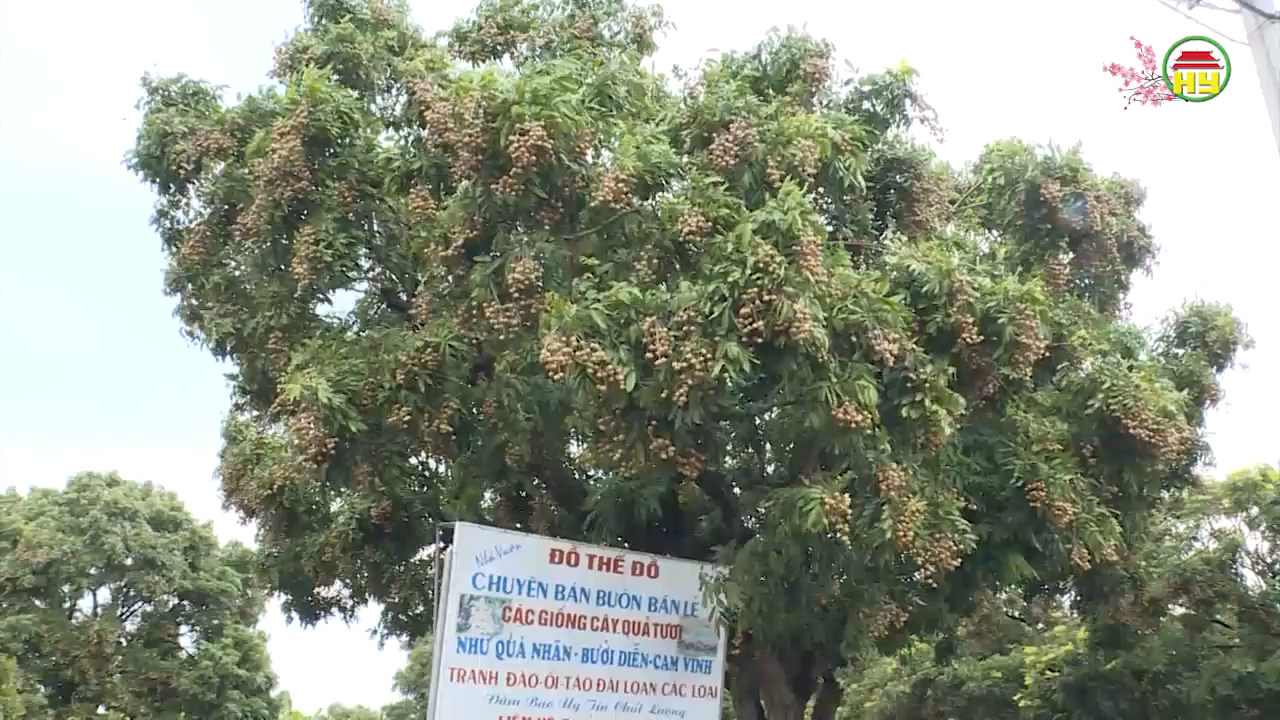 HY
Nhà Vườn
ĐỖ THẾ ĐÔ
CHUYÊN BÁN BUÔN BÁN LẺ
CÁC GIỐNG CÂY, QUẢ TƯƠI
NHƯ QUẢ NHÃN - BƯỞI DIỄN - CAM VINH
TRANH ĐÀO - ỔI - TÁO ĐÀI LOAN CÁC LOẠI
Đảm Bảo Uy Tín Chất Lượng